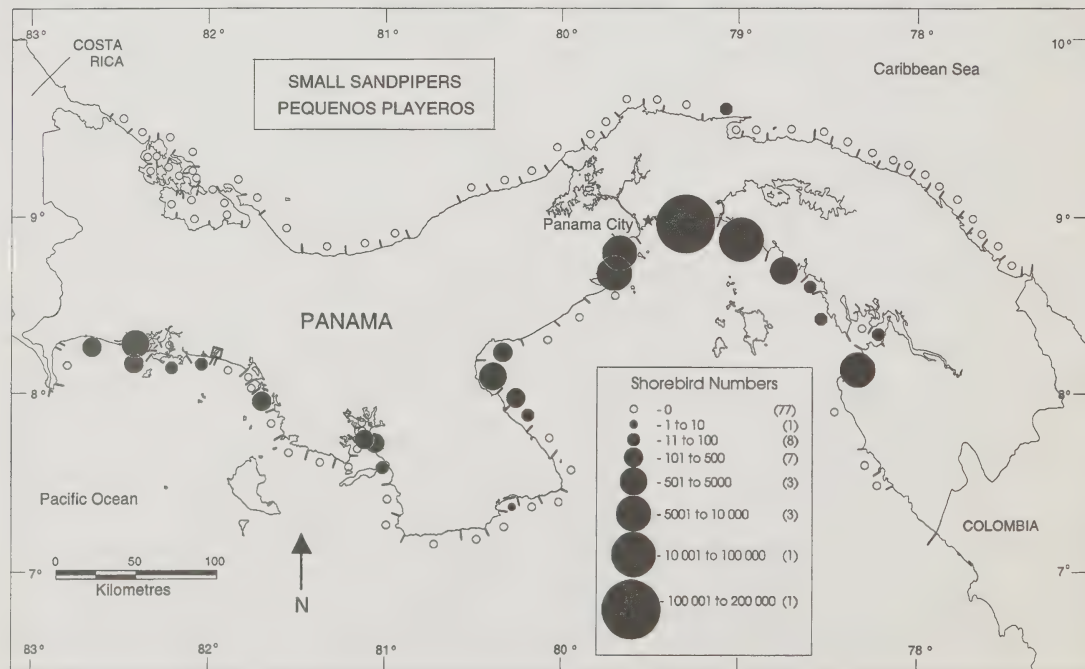 83° 82° 81° 80° 79° 78°
10° 10°
COSTA
RICA
SMALL SANDPIPERS
PEQUENOS PLAYEROS
Caribbean Sea
9° 9°
Panama City
PANAMA
8° 8°
Shorebird Numbers
- 0 (77)
- 1 to 10 (1)
- 11 to 100 (8)
- 101 to 500 (7)
- 501 to 5000 (3)
- 5001 to 10 000 (3)
- 10 001 to 100 000 (1)
- 100 001 to 200 000 (1)
Pacific Ocean
COLOMBIA
0 50 100
Kilometres
N
7° 7°
83° 82° 81° 80° 79° 78°